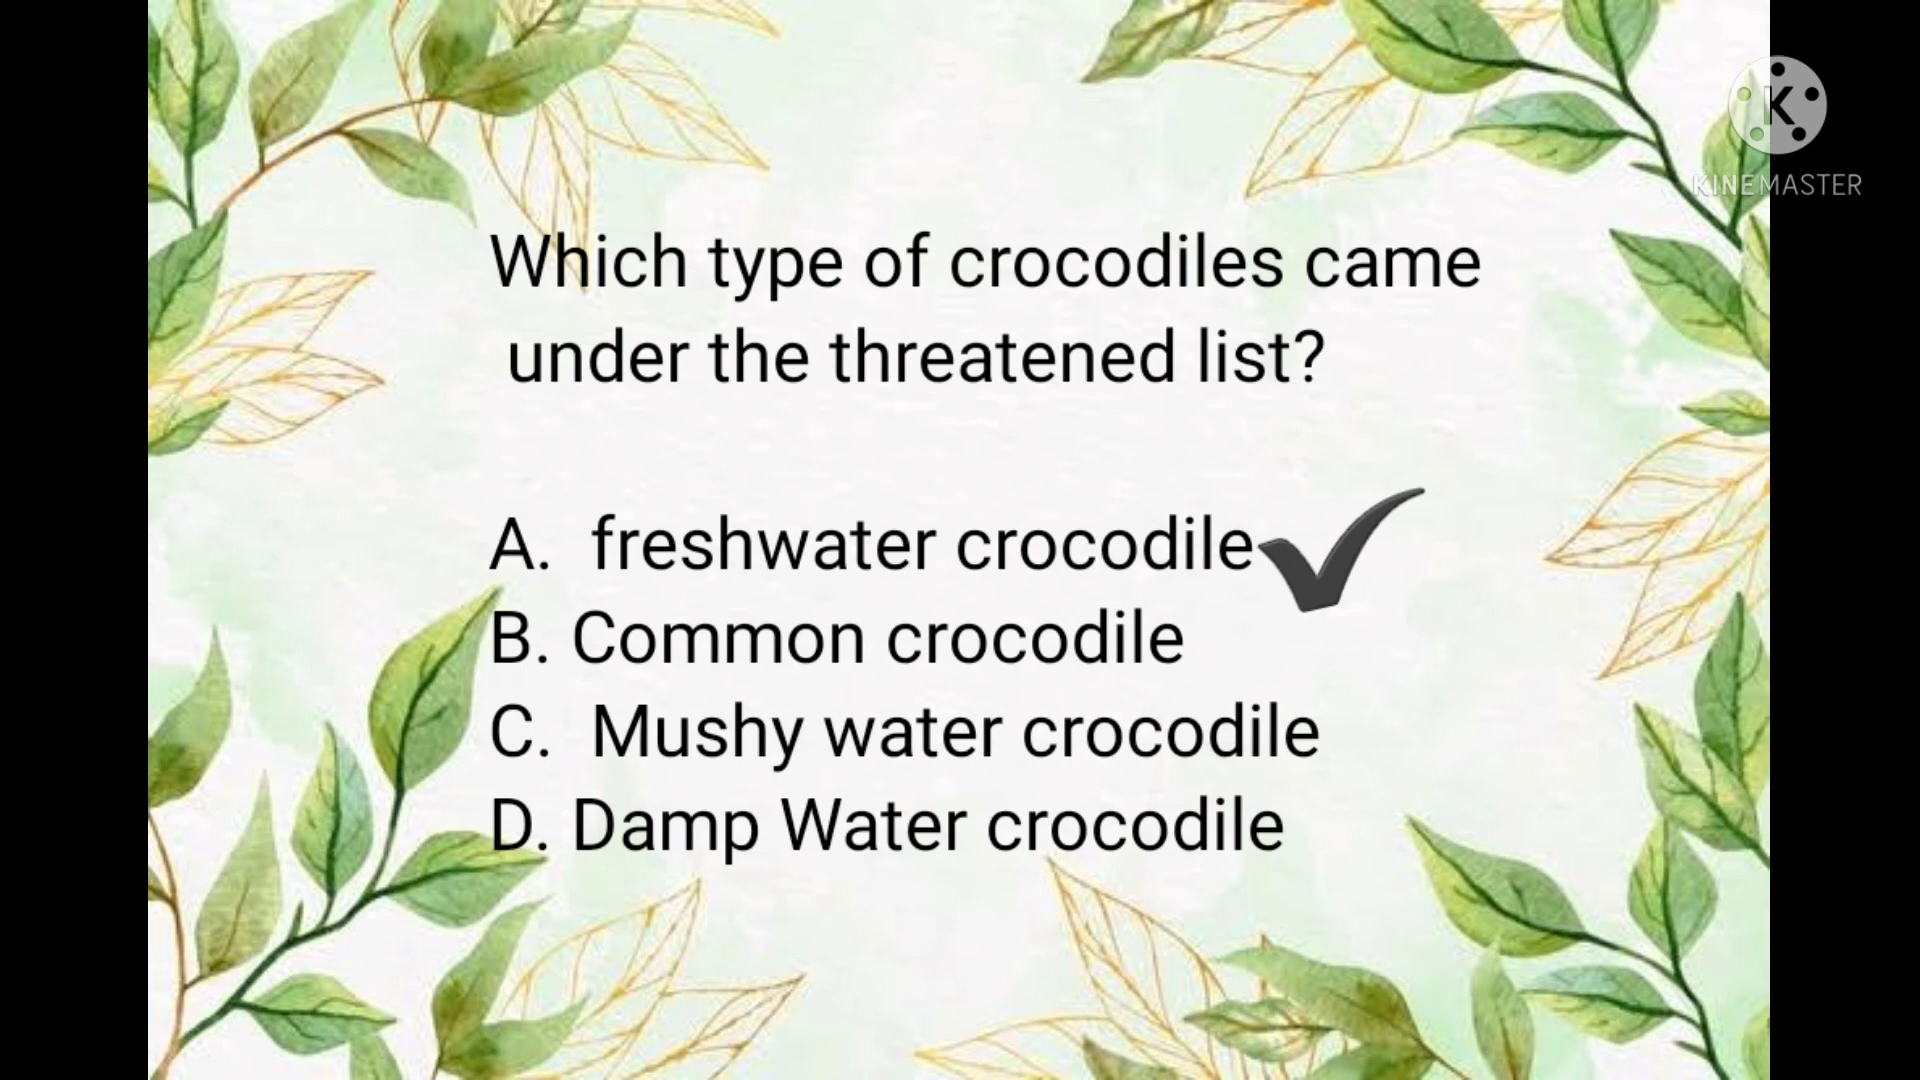 K
KINEMASTER
Which type of crocodiles came
under the threatened list?
A. freshwater crocodile
B. Common crocodile
C. Mushy water crocodile
D. Damp Water crocodile